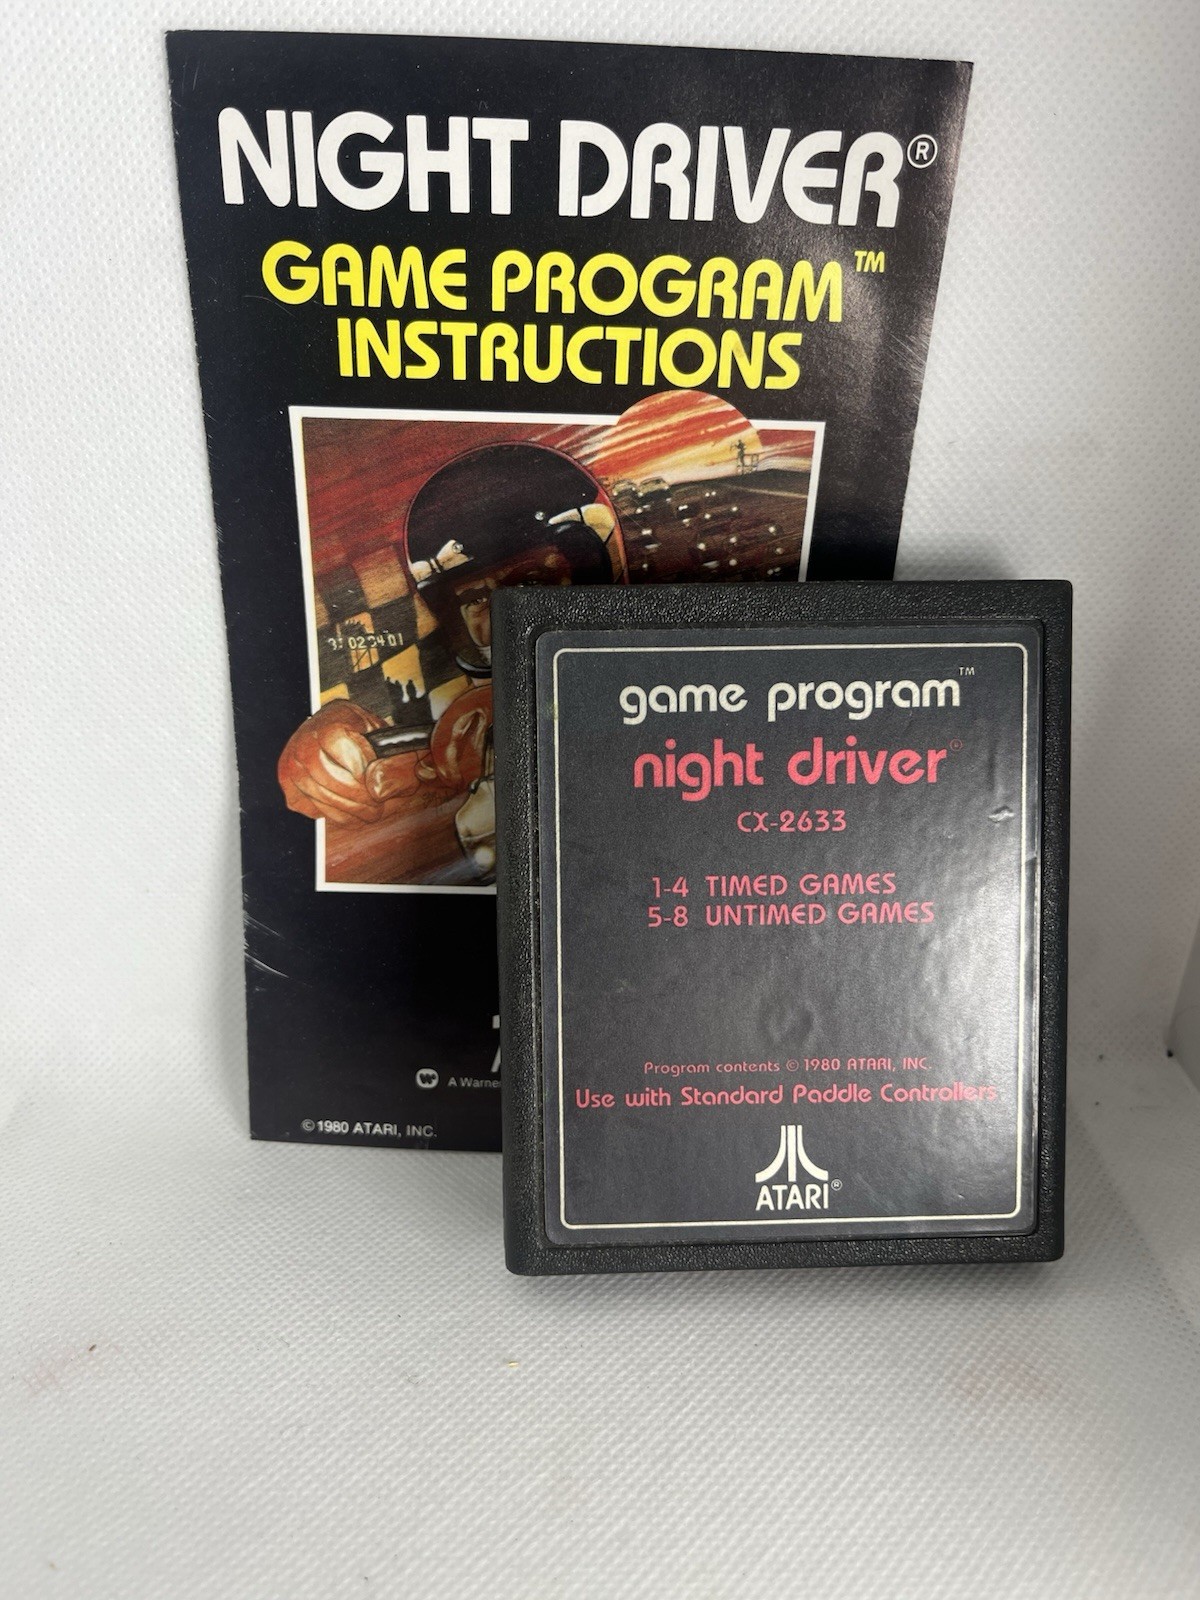 NIGHT DRIVER®
GAME PROGRAM™
INSTRUCTIONS
A Warne
© 1980 ATARI, INC.
game program™
night driver®
CX-2633
1-4 TIMED GAMES
5-8 UNTIMED GAMES
Program contents © 1980 ATARI, INC.
Use with Standard Paddle Controllers
ATARI®